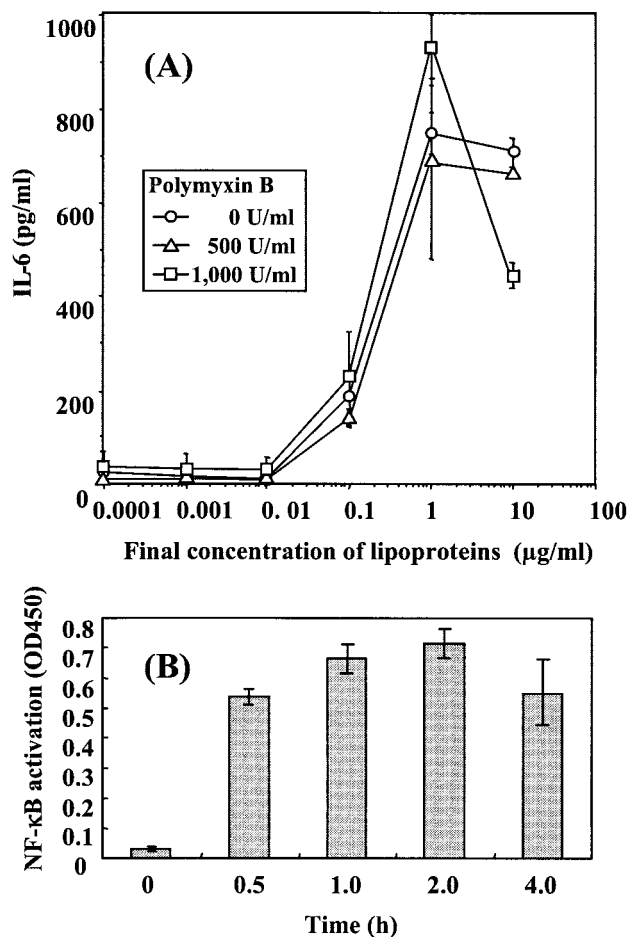 1000
(A)
800
Polymyxin B
0 U/ml
500 U/ml
1,000 U/ml
600
400
200
0
IL-6 (pg/ml)
0.0001 0.001 0. 01 0.1 1 10 100
Final concentration of lipoproteins (µg/ml)
0.8
(B)
0.7
0.6
0.5
0.4
0.3
0.2
0.1
0
NF-κB activation (OD450)
0 0.5 1.0 2.0 4.0
Time (h)